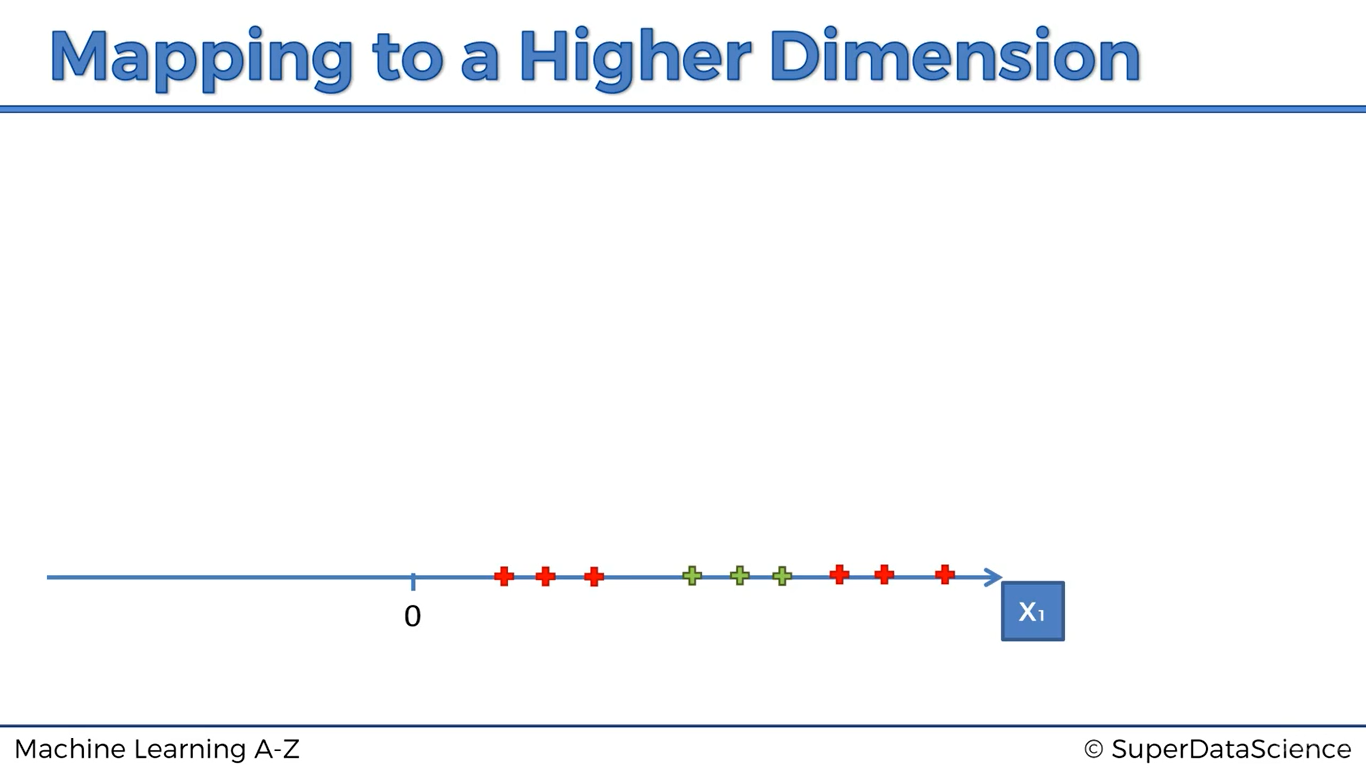 Mapping to a Higher Dimension
0
X₁
Machine Learning A-Z
© SuperDataScience